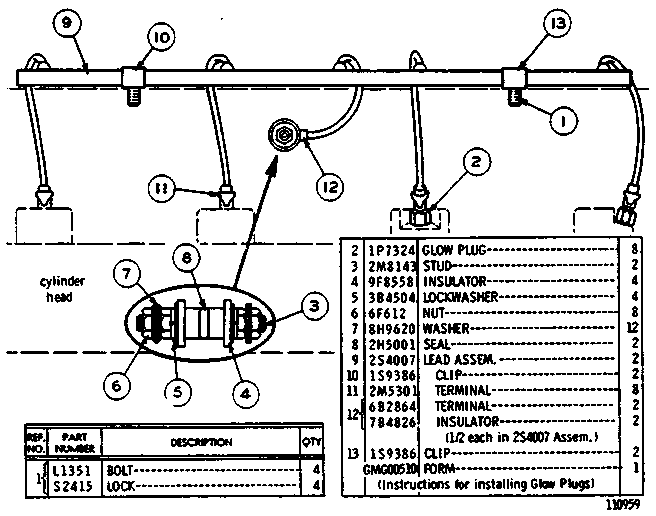 9
10
13
1
12
11
2
cylinder
head
7
8
3
6
5
4
2 1P7324 GLOW PLUG 8
3 2M8143 STUD 2
4 9F8558 INSULATOR 4
5 3B4504 LOCKWASHER 4
6 6F612 NUT 8
7 8H9620 WASHER 12
8 2H5001 SEAL 2
9 2S4007 LEAD ASSEM. 2
10 1S9386 CLIP 2
11 2M5301 TERMINAL 8
12 6B2864 TERMINAL 2
7B4826 INSULATOR 2
(1/2 each in 2S4007 Assem.)
13 1S9386 CLIP 2
GMG00510 FORM 1
(Instructions for installing Glow Plugs)
REF. NO. PART NUMBER DESCRIPTION QTY
1 L1351 BOLT 4
S2415 LOCK 4
110959